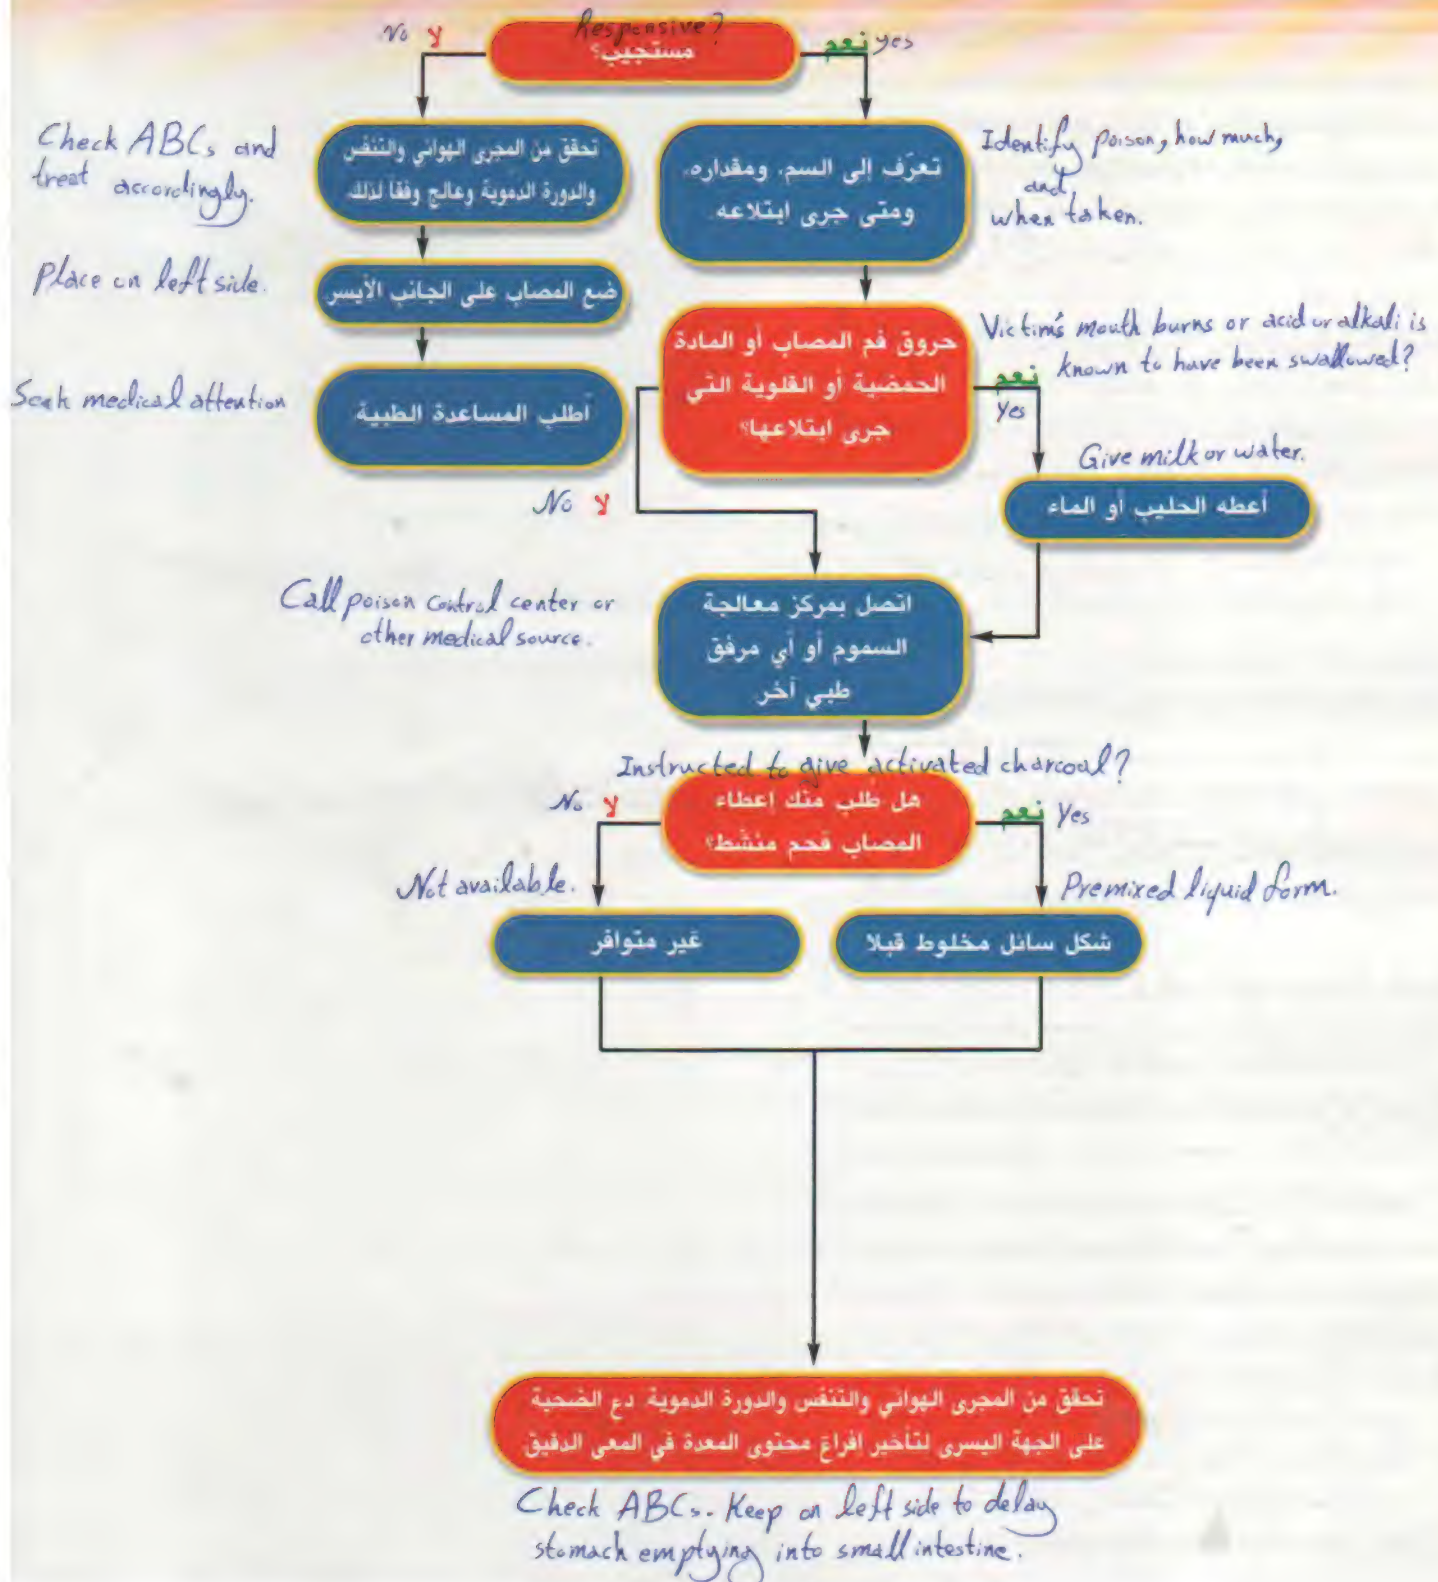 Responsive?
No لا
مستجيب؟
نعم yes
Check ABCs and
treat accordingly.
تحقق من المجرى الهوائي والتنفس
والدورة الدموية وعالج وفقا لذلك
تعرّف إلى السم، ومقداره،
ومتى جرى ابتلاعه
Identify poison, how much,
and
when taken.
Place on left side.
ضع المصاب على الجانب الأيسر
Seek medical attention
أطلب المساعدة الطبية
حروق فم المصاب أو المادة
الحمضية أو القلوية التي
جرى ابتلاعها؟
Victim's mouth burns or acid or alkali is
known to have been swallowed?
نعم
Yes
Give milk or water.
أعطه الحليب أو الماء
No لا
Call poison control center or
other medical source.
اتصل بمركز معالجة
السموم أو أي مرفق
طبي آخر
Instructed to give activated charcoal?
No لا
هل طلب منك إعطاء
المصاب فحم منشّط؟
نعم Yes
Not available.
غير متوافر
Premixed liquid form.
شكل سائل مخلوط قبلا
تحقق من المجرى الهوائي والتنفس والدورة الدموية. دع الضحية
على الجهة اليسرى لتأخير إفراغ محتوى المعدة في المعى الدقيق
Check ABCs. Keep on left side to delay
stomach emptying into small intestine.